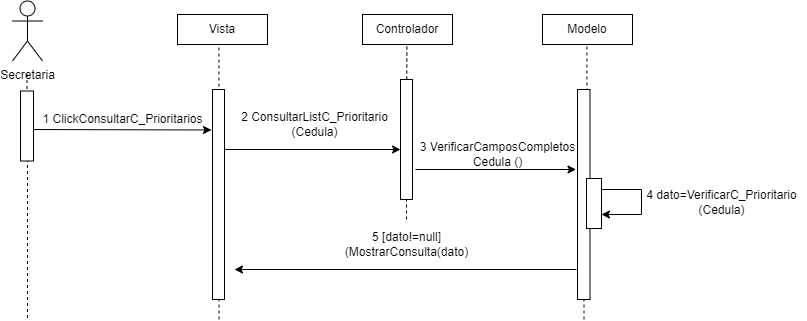 Secretaria
Vista
Controlador
Modelo
1 ClickConsultarC_Prioritarios
2 ConsultarListC_Prioritario
(Cedula)
3 VerificarCamposCompletos
Cedula ()
4 dato=VerificarC_Prioritario
(Cedula)
5 [dato!=null]
(MostrarConsulta(dato)